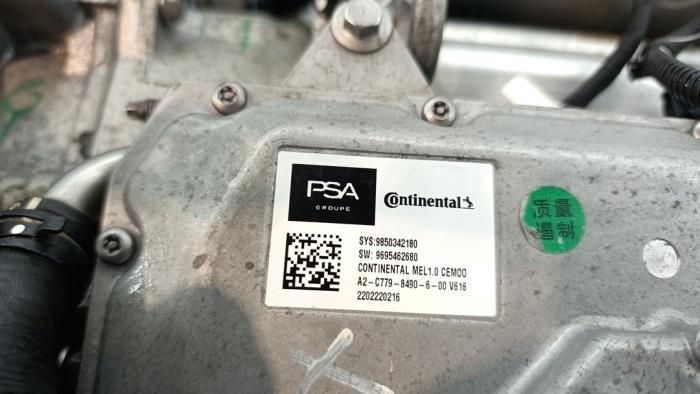 PSA
GROUPE
Continental
SYS:9850342180
SW: 9695462680
CONTINENTAL MEL1.0 CEMOO
A2-C779-8490-6-00 V616
2202220216
质量
遏制